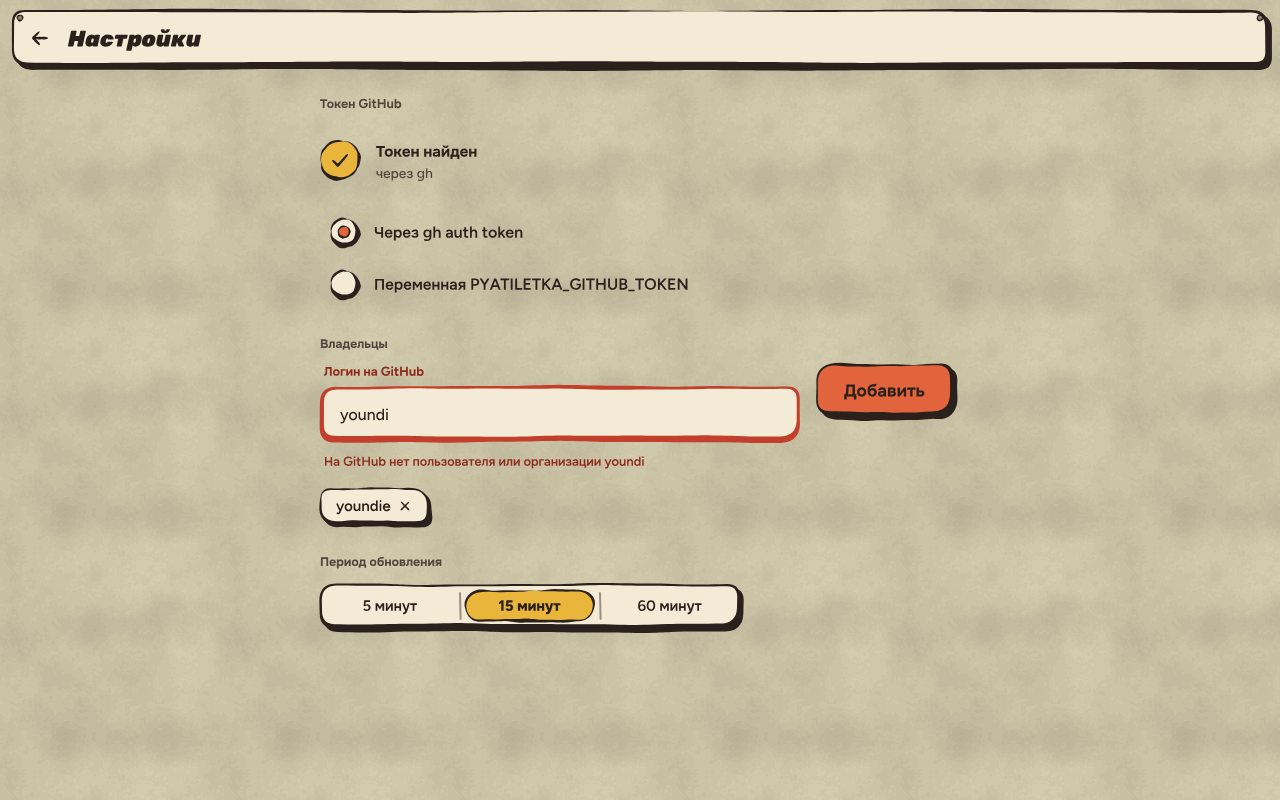 Настройки
Токен GitHub
Токен найден
через gh
Через gh auth token
Переменная PYATILETKA_GITHUB_TOKEN
Владельцы
Логин на GitHub
youndi
Добавить
На GitHub нет пользователя или организации youndi
youndie
Период обновления
5 минут
15 минут
60 минут